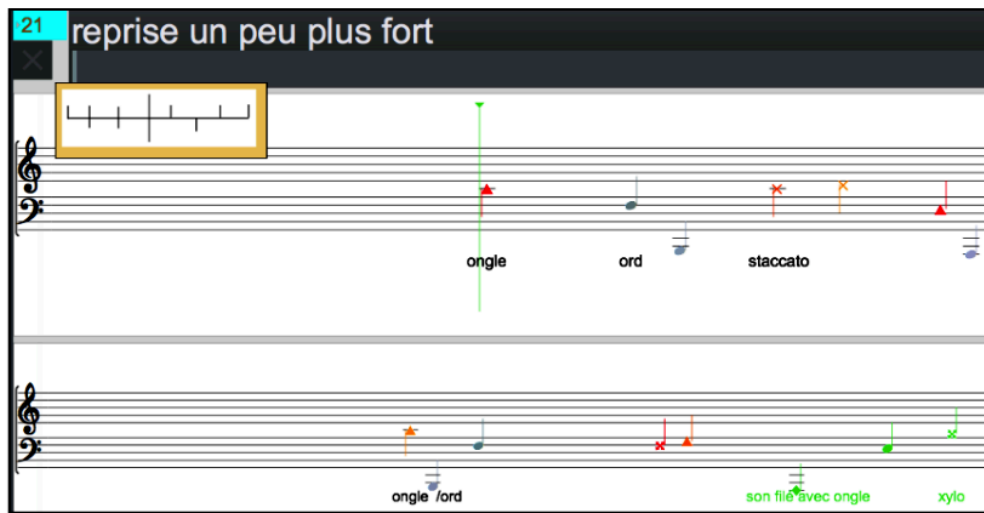 21 reprise un peu plus fort
ongle ord staccato
ongle /ord son filé avec ongle xylo